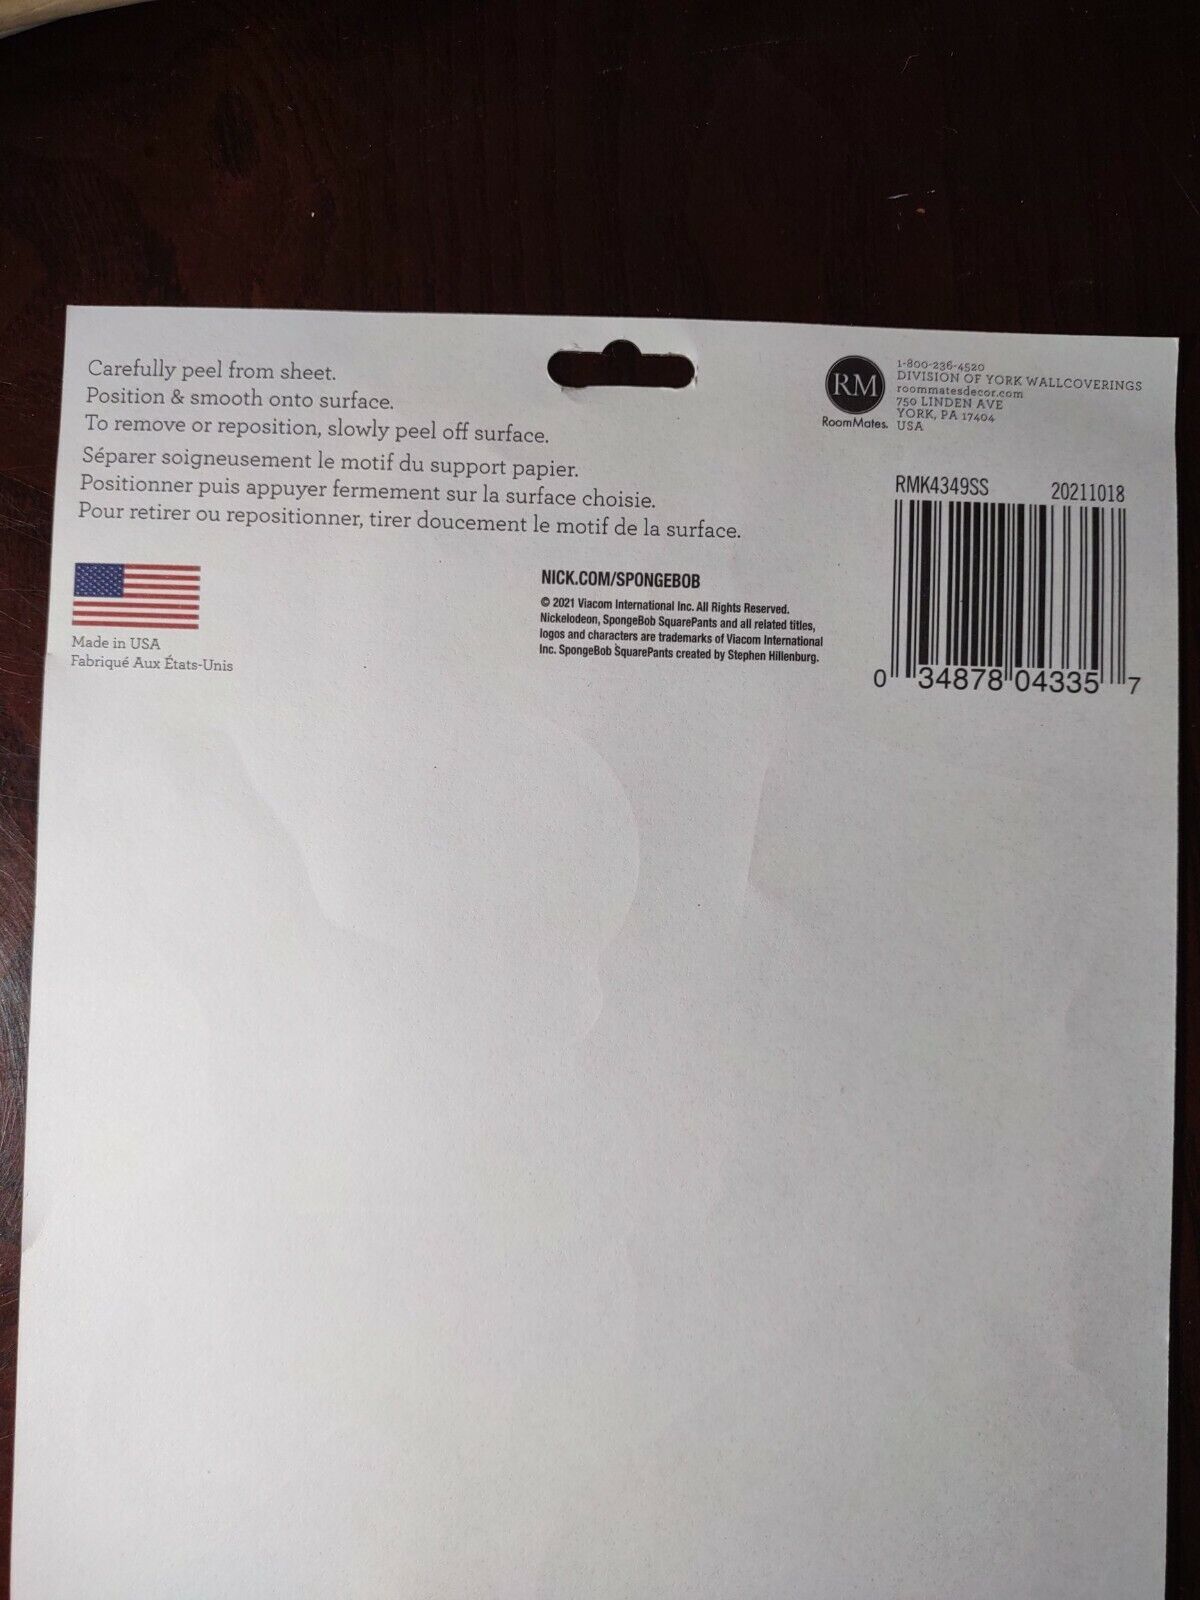 Carefully peel from sheet.
Position & smooth onto surface.
To remove or reposition, slowly peel off surface.
Séparer soigneusement le motif du support papier.
Positionner puis appuyer fermement sur la surface choisie.
Pour retirer ou repositionner, tirer doucement le motif de la surface.
Made in USA
Fabriqué Aux États-Unis
NICK.COM/SPONGEBOB
© 2021 Viacom International Inc. All Rights Reserved.
Nickelodeon, SpongeBob SquarePants and all related titles,
logos and characters are trademarks of Viacom International
Inc. SpongeBob SquarePants created by Stephen Hillenburg.
RM
RoomMates.
1-800-236-4520
DIVISION OF YORK WALLCOVERINGS
roommatesdecor.com
750 LINDEN AVE
YORK, PA 17404
USA
RMK4349SS 20211018
0 34878 04335 7